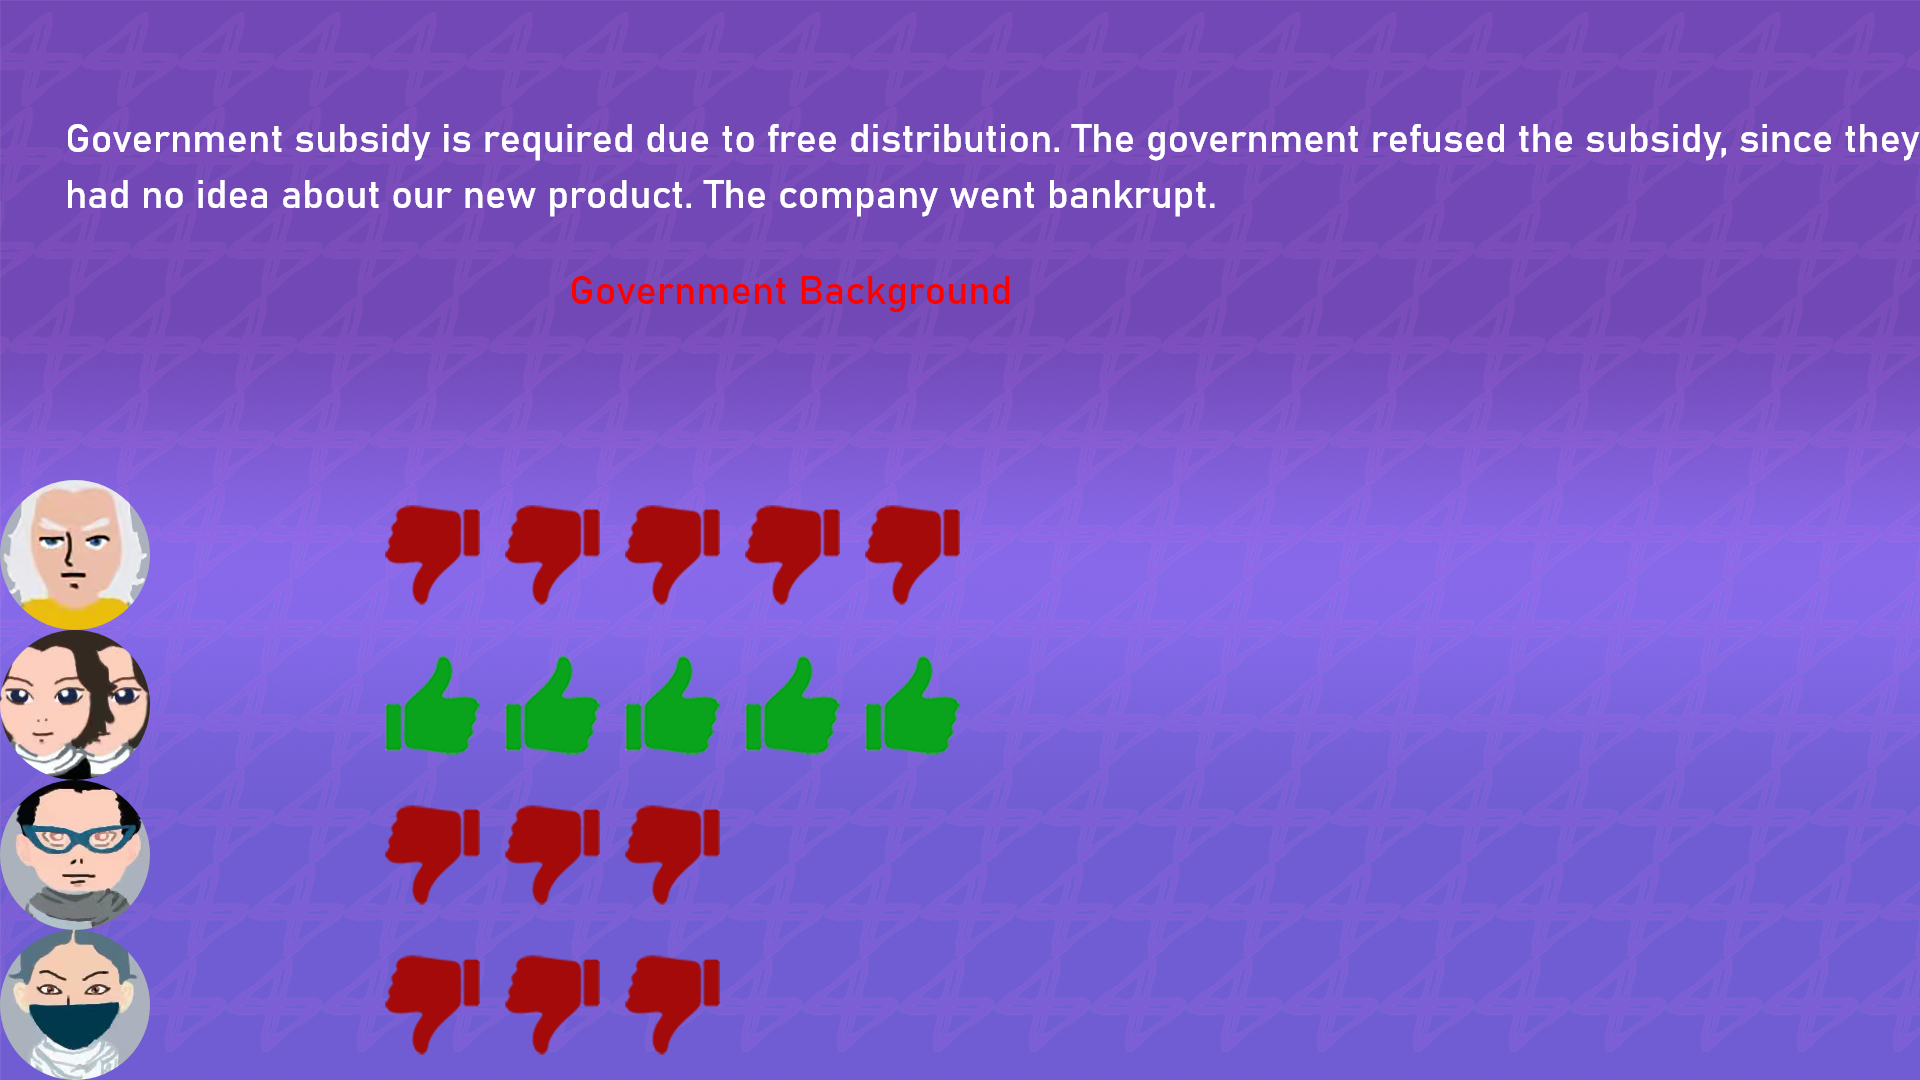 Government subsidy is required due to free distribution. The government refused the subsidy, since they
had no idea about our new product. The company went bankrupt.
Government Background